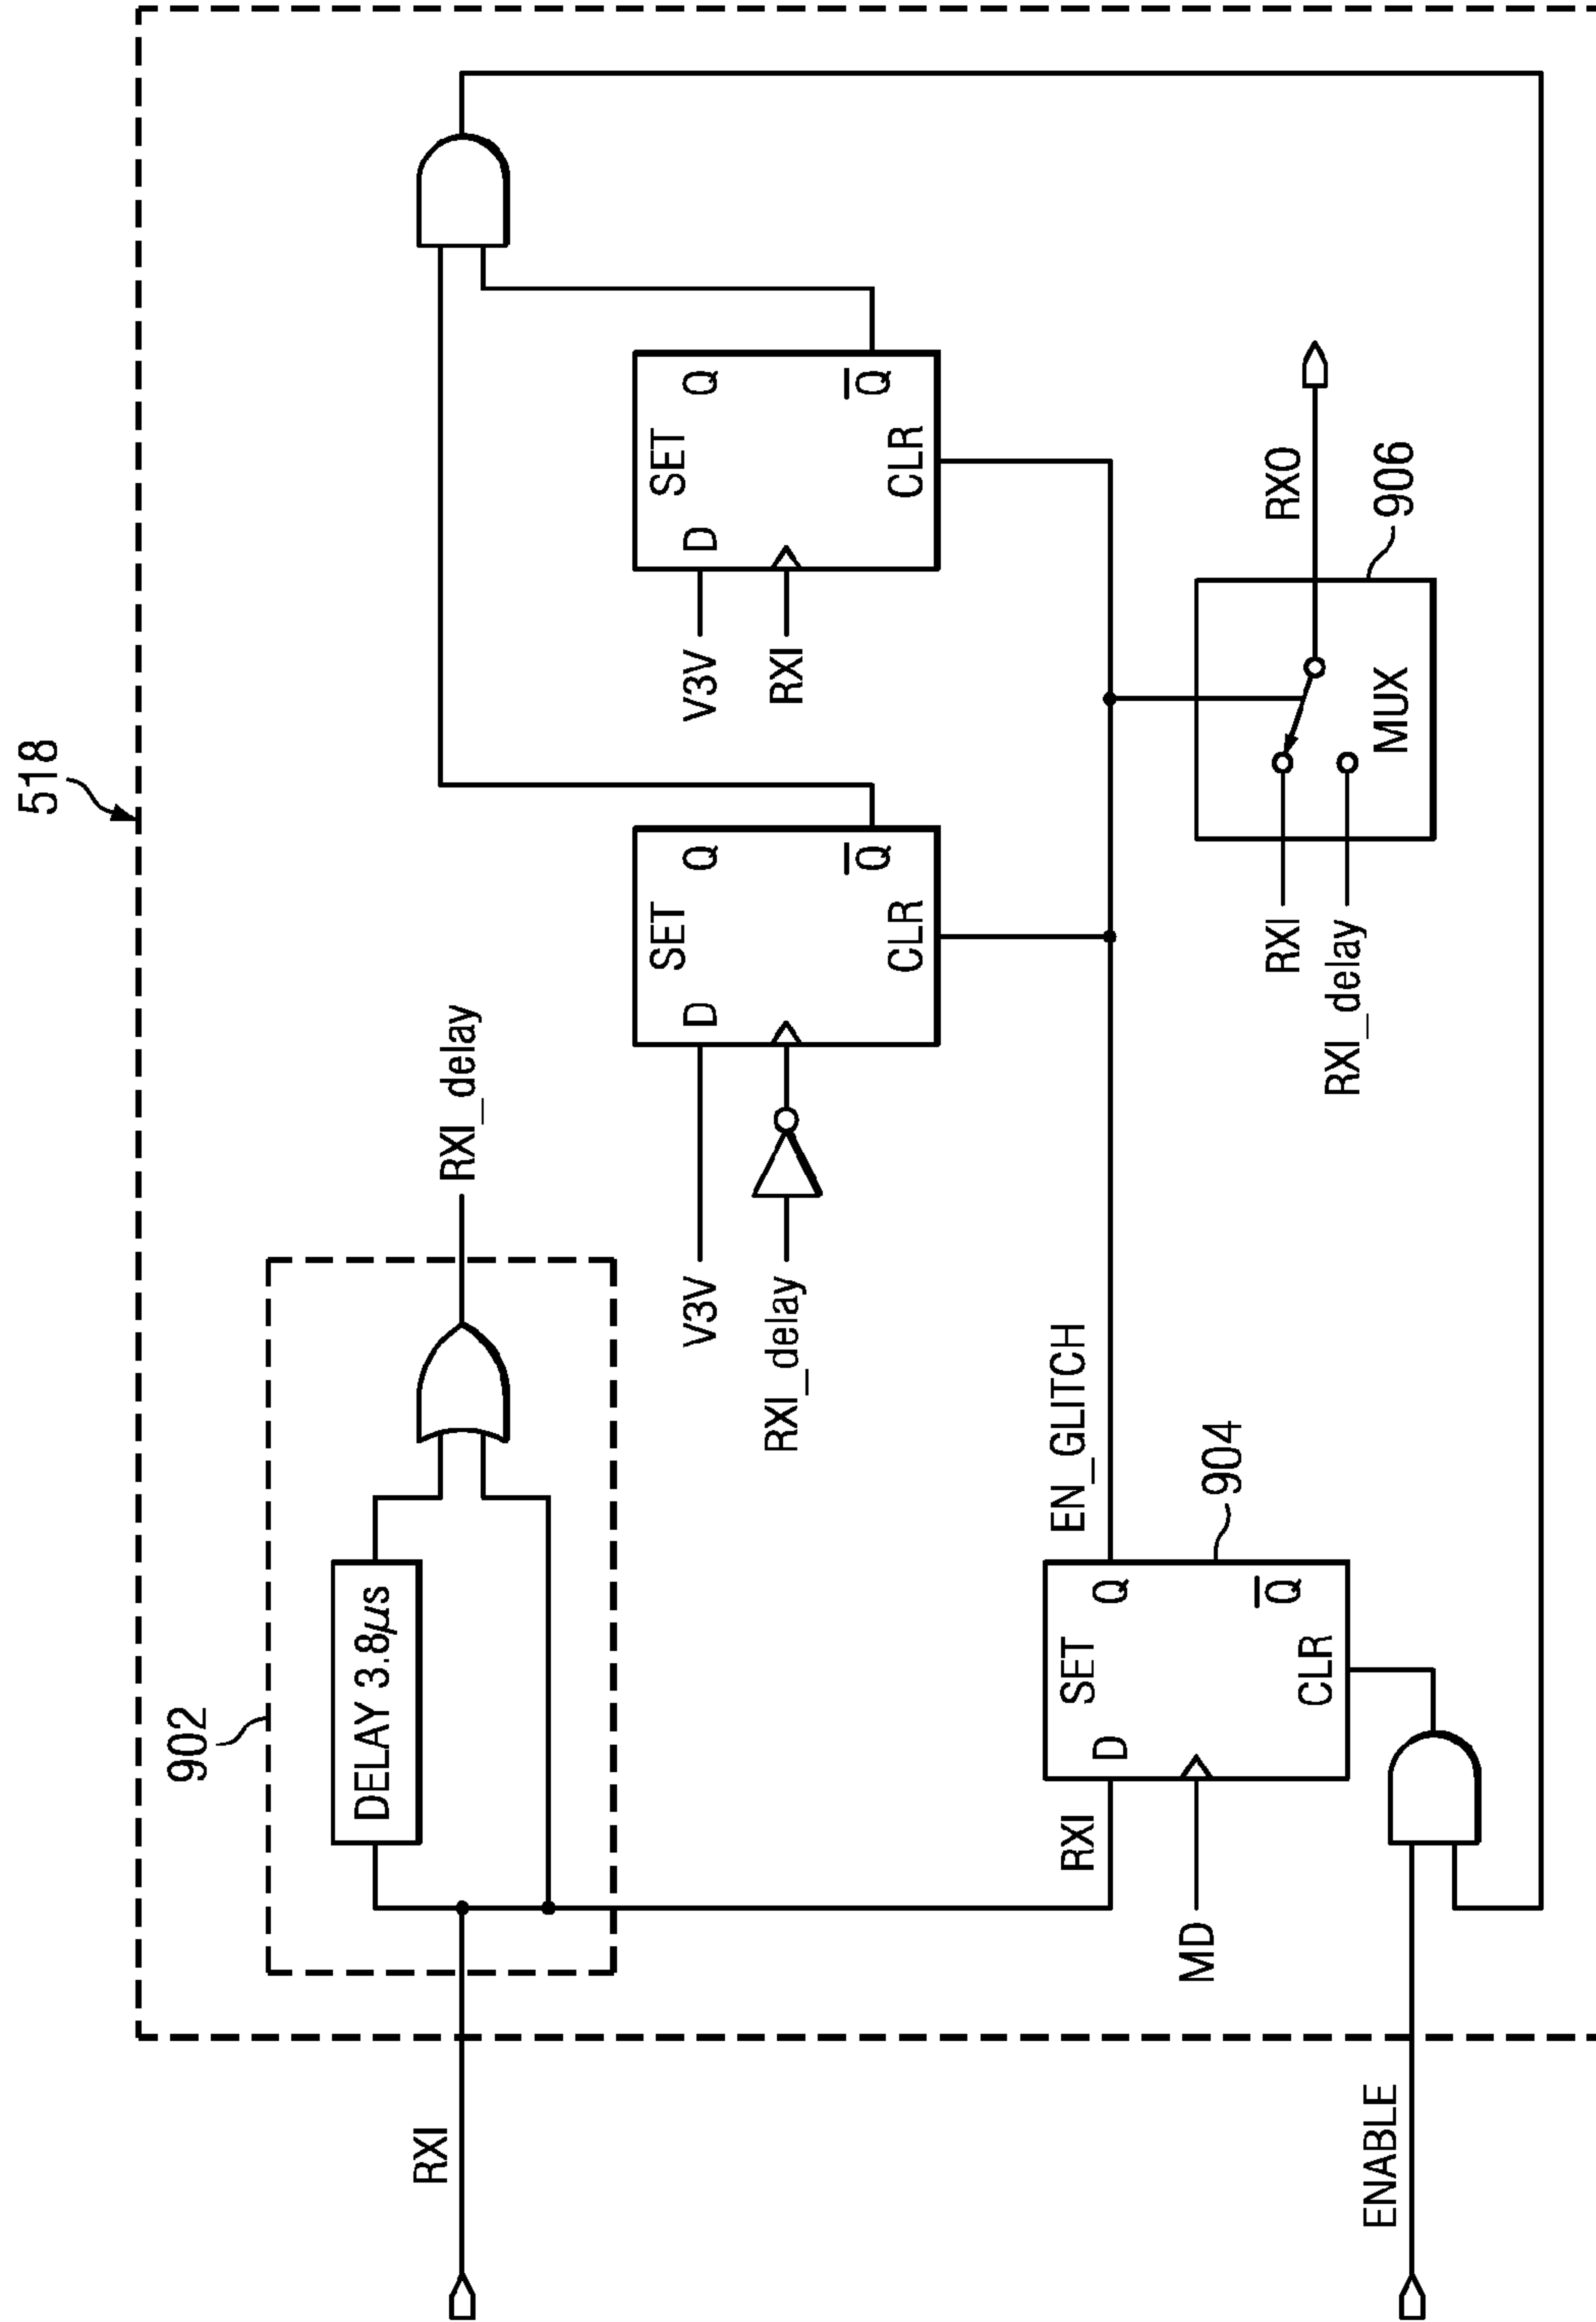 518
902
RXI
DELAY 3.8µs
RXI_delay
V3V
RXI_delay
D
SET
Q
CLR
Q̅
V3V
RXI
D
SET
Q
CLR
Q̅
RXI
MD
D
SET
Q
CLR
Q̅
904
EN_GLITCH
RXI
RXI_delay
MUX
RXO
906
ENABLE